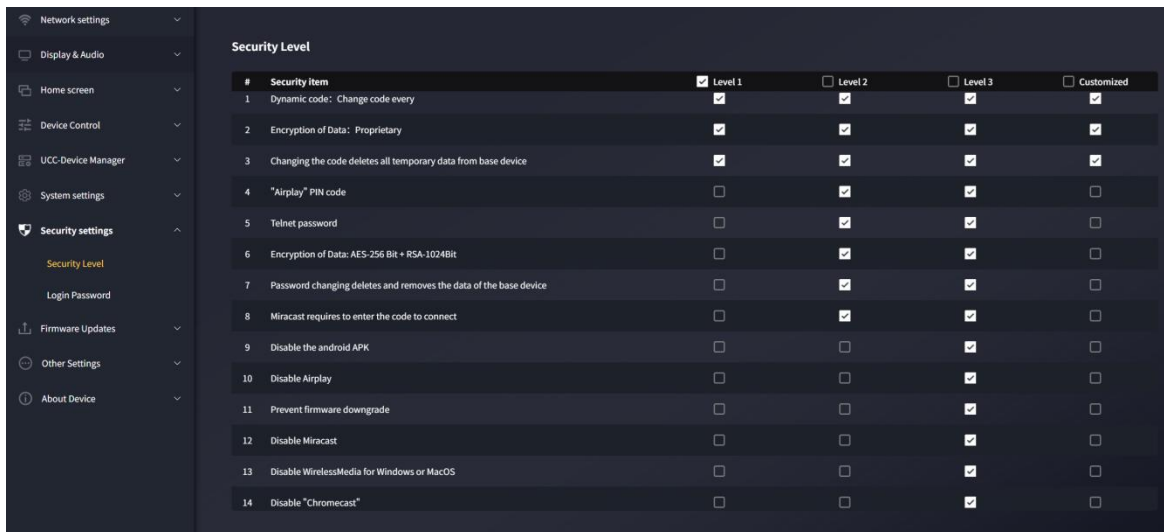 Network settings
Display & Audio
Home screen
Device Control
UCC-Device Manager
System settings
Security settings
Security Level
Login Password
Firmware Updates
Other Settings
About Device
Security Level
# Security item Level 1 Level 2 Level 3 Customized
1 Dynamic code: Change code every
2 Encryption of Data: Proprietary
3 Changing the code deletes all temporary data from base device
4 "Airplay" PIN code
5 Telnet password
6 Encryption of Data: AES-256 Bit + RSA-1024Bit
7 Password changing deletes and removes the data of the base device
8 Miracast requires to enter the code to connect
9 Disable the android APK
10 Disable Airplay
11 Prevent firmware downgrade
12 Disable Miracast
13 Disable WirelessMedia for Windows or MacOS
14 Disable "Chromecast"